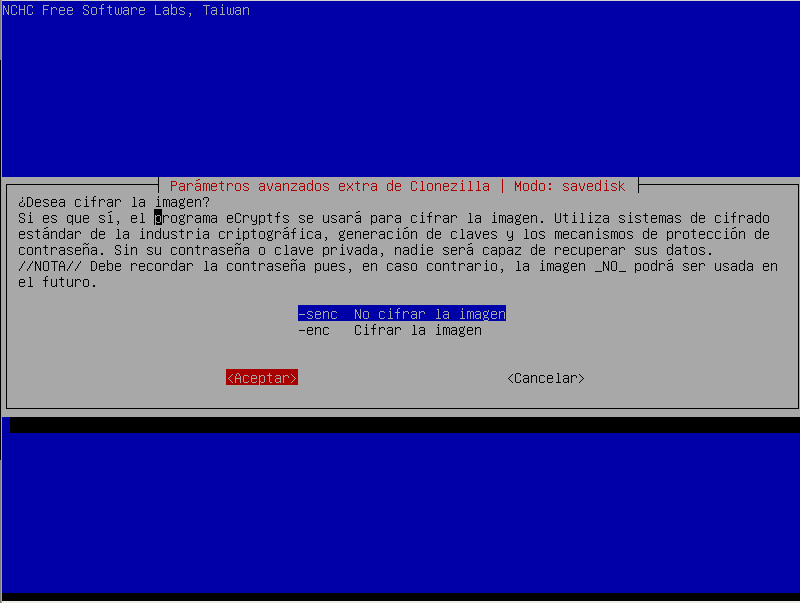 NCHC Free Software Labs, Taiwan
Parámetros avanzados extra de Clonezilla | Modo: savedisk
¿Desea cifrar la imagen?
Si es que sí, el programa eCryptfs se usará para cifrar la imagen. Utiliza sistemas de cifrado
estándar de la industria criptográfica, generación de claves y los mecanismos de protección de
contraseña. Sin su contraseña o clave privada, nadie será capaz de recuperar sus datos.
//NOTA// Debe recordar la contraseña pues, en caso contrario, la imagen _NO_ podrá ser usada en
el futuro.
-senc No cifrar la imagen
-enc Cifrar la imagen
<Aceptar> <Cancelar>